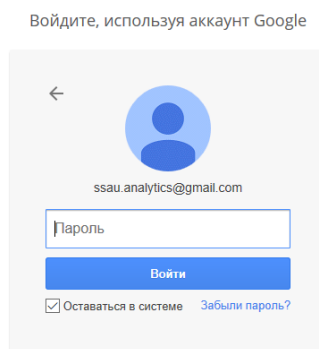 Войдите, используя аккаунт Google
ssau.analytics@gmail.com
Пароль
Войти
Оставаться в системе Забыли пароль?